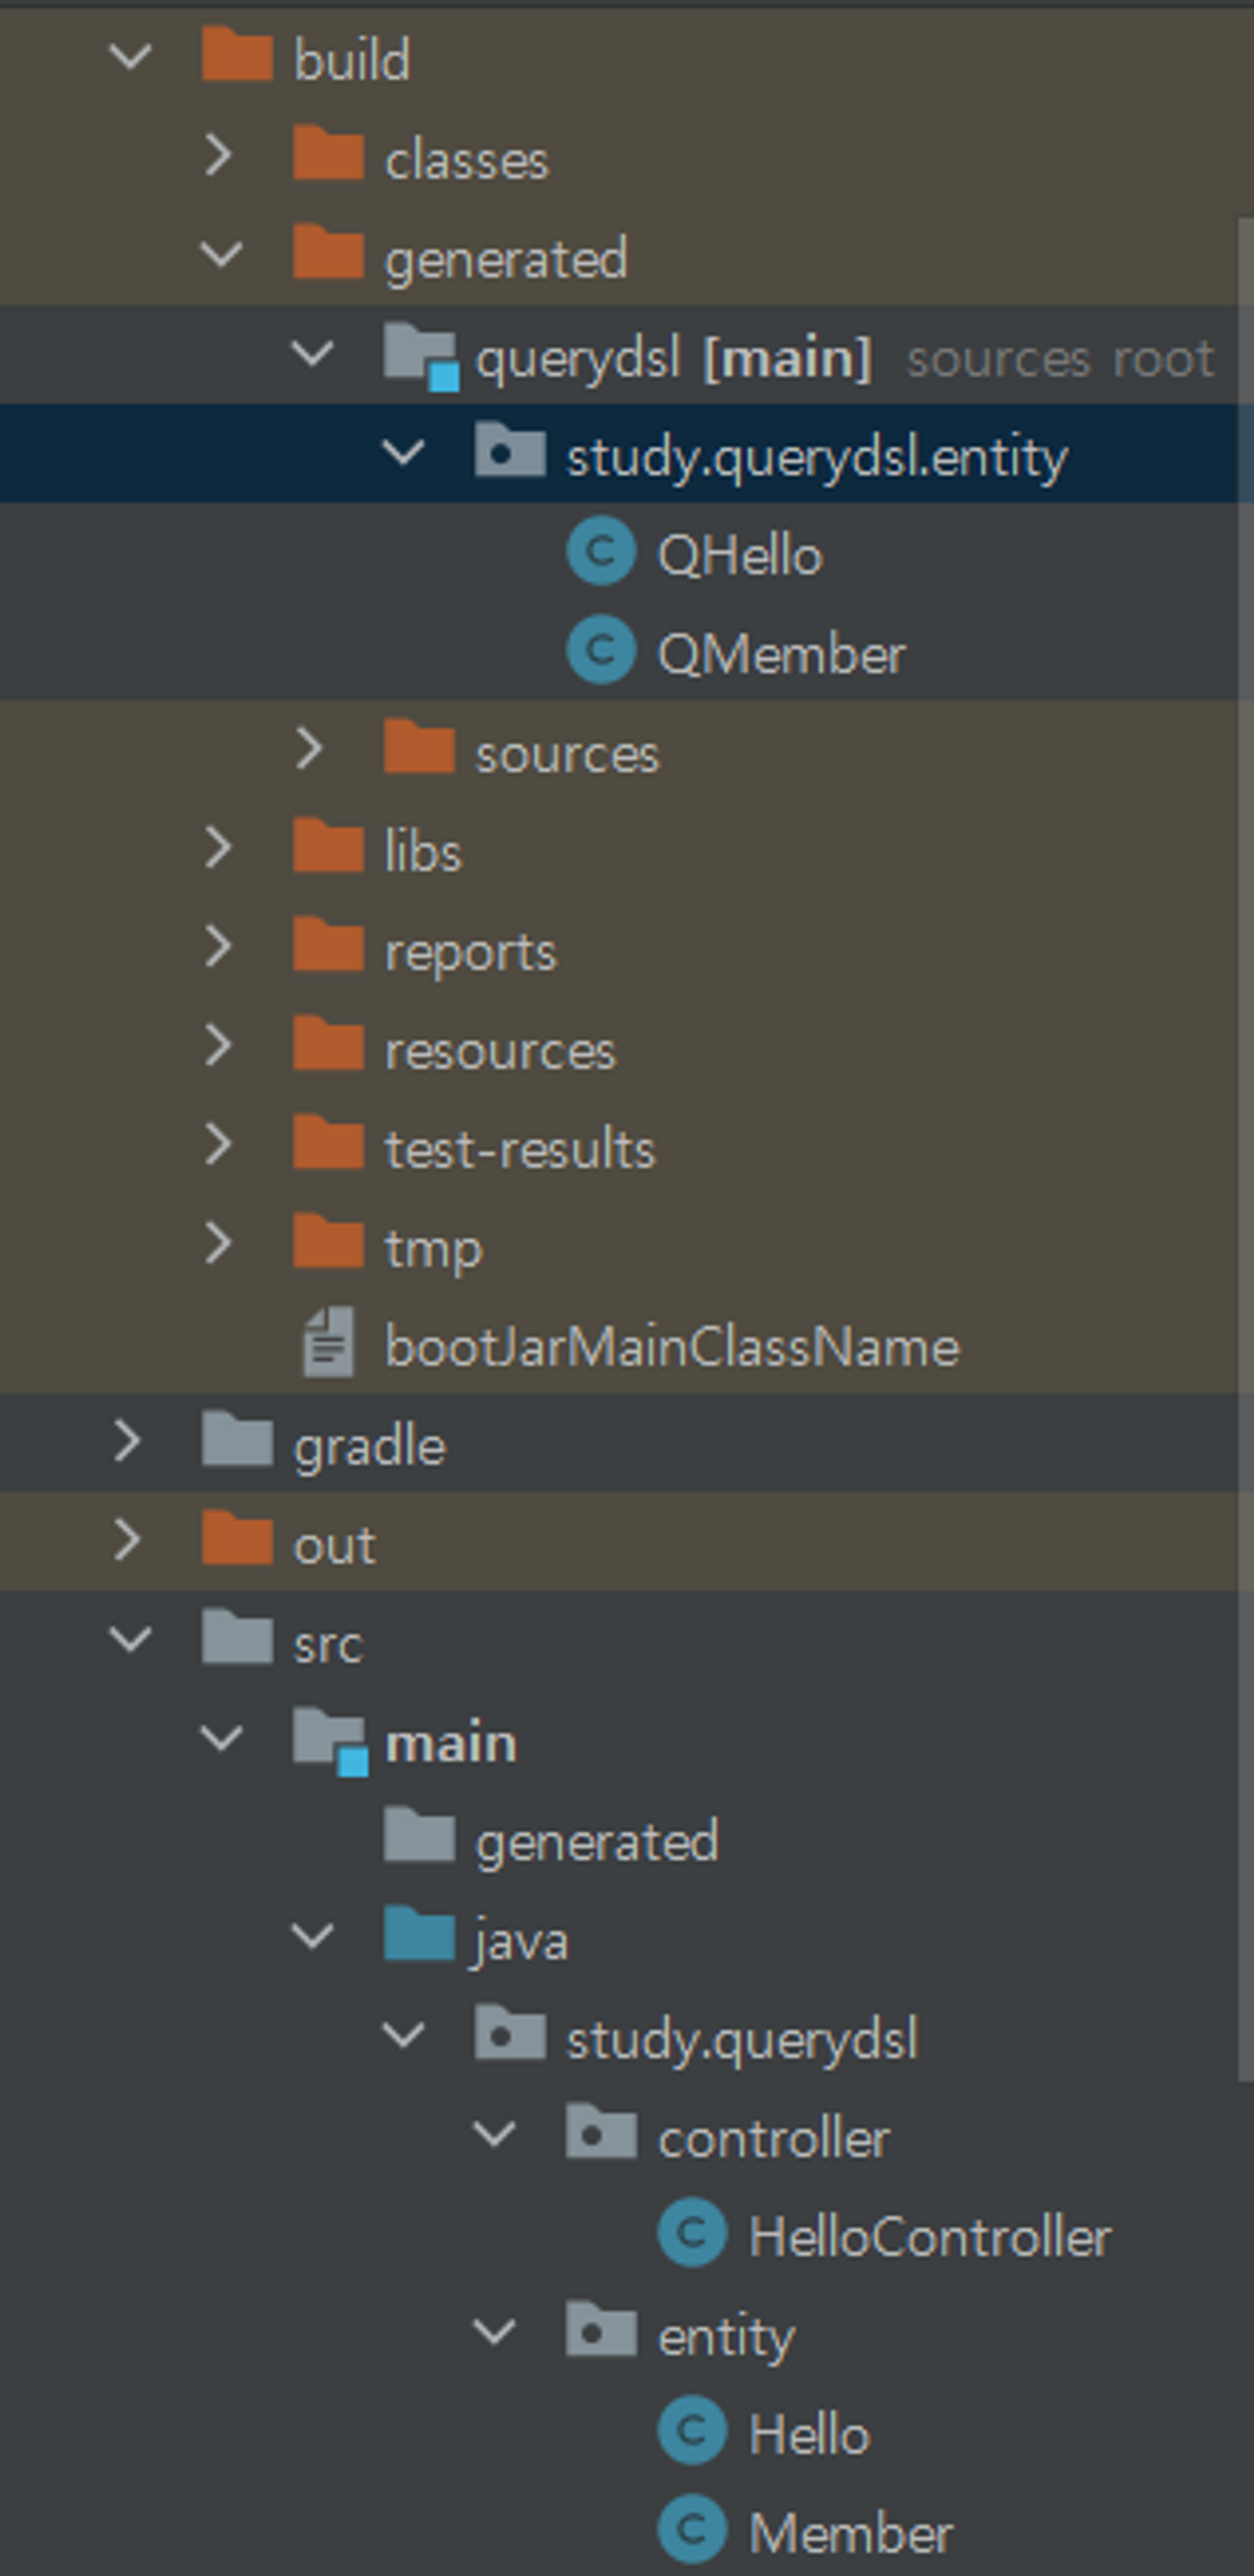 build
classes
generated
querydsl [main] sources root
study.querydsl.entity
QHello
QMember
sources
libs
reports
resources
test-results
tmp
bootJarMainClassName
gradle
out
src
main
generated
java
study.querydsl
controller
HelloController
entity
Hello
Member